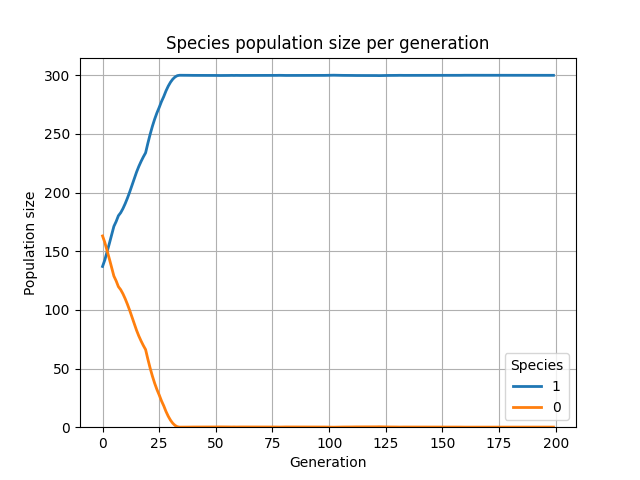 Species population size per generation
Population size
300
250
200
150
100
50
0
0 25 50 75 100 125 150 175 200
Generation
Species
1
0